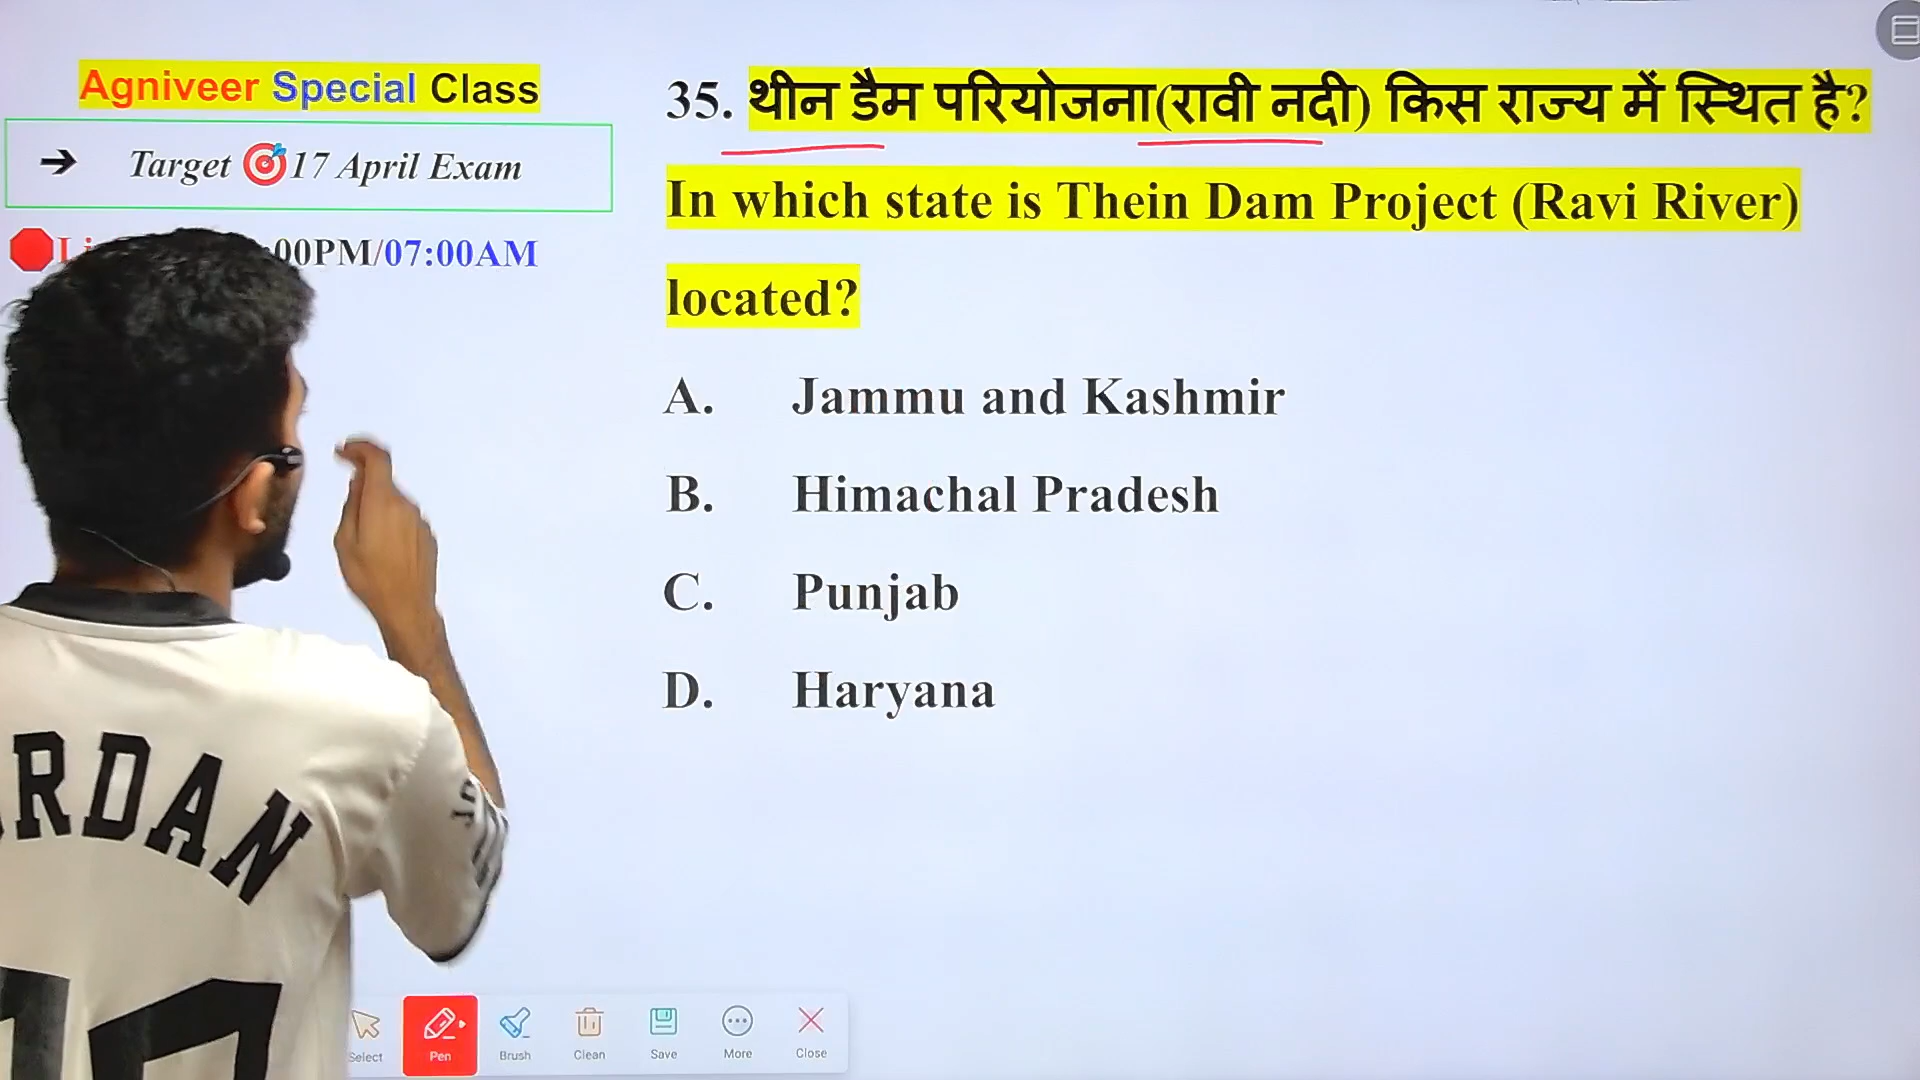 Agniveer Special Class
→ Target 17 April Exam
00PM/07:00AM
35. थीन डैम परियोजना(रावी नदी) किस राज्य में स्थित है?
In which state is Thein Dam Project (Ravi River)
located?
A. Jammu and Kashmir
B. Himachal Pradesh
C. Punjab
D. Haryana
RDAN
Select
Pen
Brush
Clean
Save
More
Close